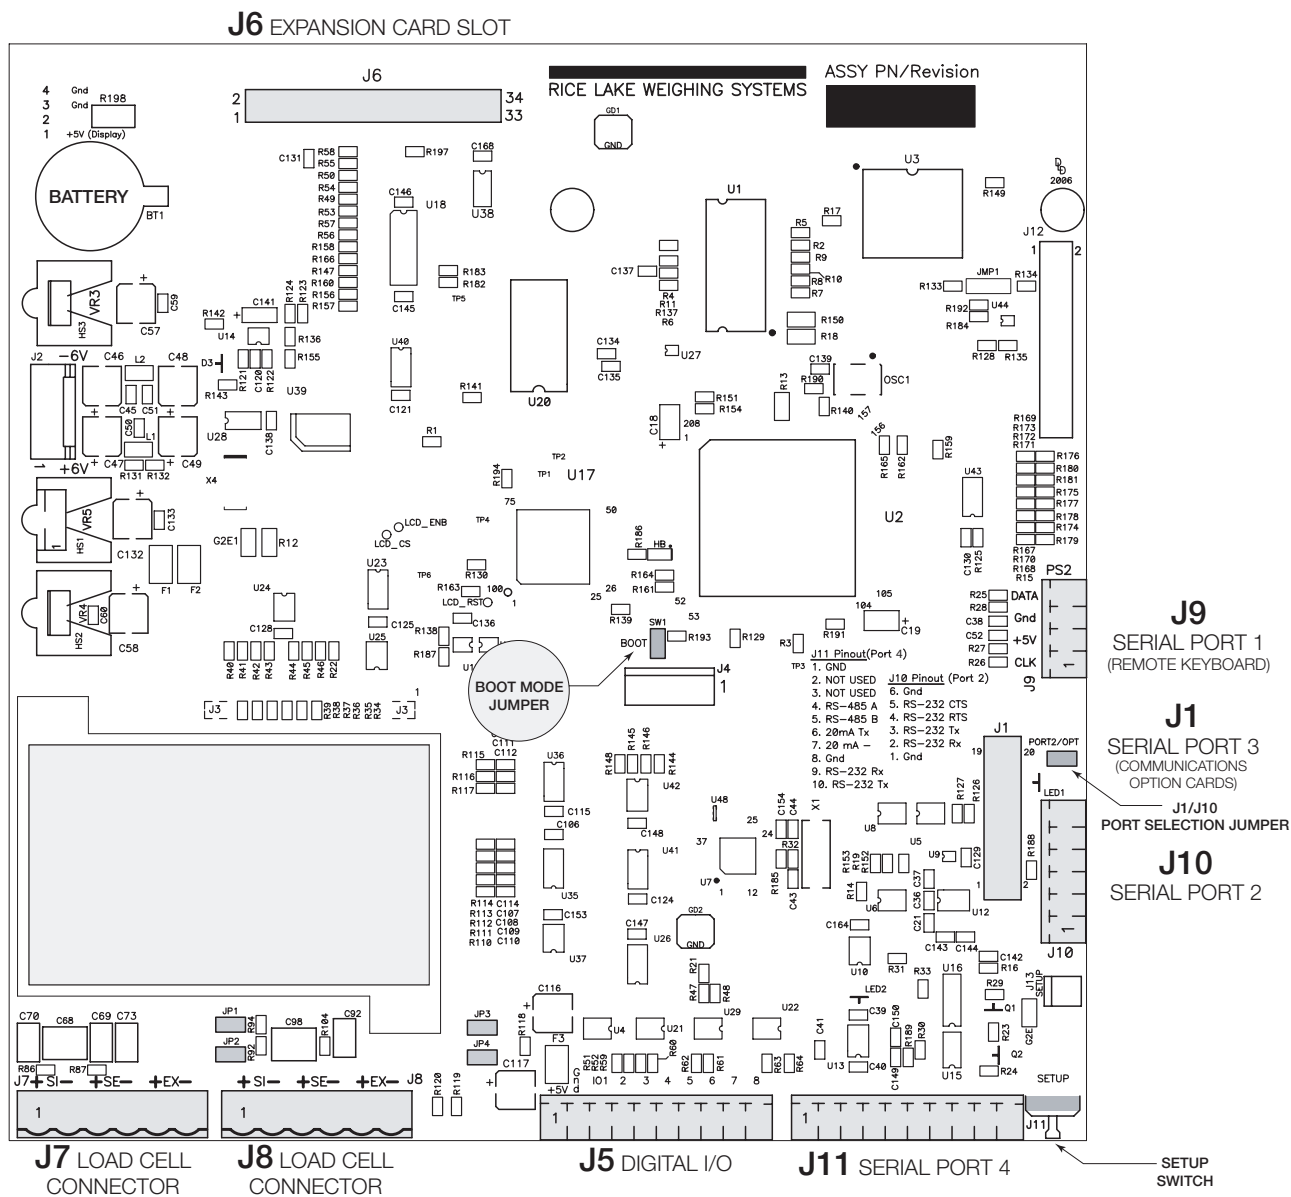 J6 EXPANSION CARD SLOT
J6
2
1
34
33
RICE LAKE WEIGHING SYSTEMS
ASSY PN/Revision
4 Gnd
3 Gnd
2
1 +5V (Display)
R198
BATTERY
BT1
C131
R58
R55
R50
R54
R49
R53
R57
R56
R158
R166
R147
R160
R156
R157
R197
C168
C146
U18
U38
C145
R183
R182
TP5
GD1
GND
U1
U3
R149
2006
R17
R5
R2
R9
R10
R8
R7
C137
R4
R11
R137
R6
R150
R18
J12
1
2
JMP1
R133
R134
R192
R184
U44
R128
R135
VR3
HS3
C57
C59
R142
C141
R124
R123
U14
R136
R155
D3
R143
R121
C120
R122
U39
U40
C121
R141
U20
C134
C135
U27
R151
R154
C18
208
1
R13
C139
R190
OSC1
R140
157
156
R165
R162
R159
J2
-6V
+6V
1
C46
L2
C48
C45
C51
C50
L1
C47
C49
R131
R132
U28
C138
X4
R1
R194
TP2
TP1
U17
TP4
75
50
U2
U43
C130
R125
R169
R173
R172
R171
R176
R180
R181
R175
R177
R178
R174
R179
R167
R170
R168
R15
VR5
HS1
1
C133
C132
F1
F2
G2E1
R12
LCD_ENB
LCD_CS
U23
TP6
R130
R163
100
LCD_RST
1
R186
HB
R164
R161
26
25
52
53
R139
VR4
HS2
C60
C58
U24
C128
C125
U25
C136
R138
R187
U1
SW1
BOOT
R193
R129
R3
R191
104
105
C19
PS2
R25
DATA
R28
C38
Gnd
C52
+5V
R27
R26
CLK
J9
1
J9
SERIAL PORT 1
(REMOTE KEYBOARD)
R40
R41
R42
R43
R44
R45
R46
R22
BOOT MODE
JUMPER
J4
1
TP3
J11 Pinout(Port 4)
1. GND
2. NOT USED
3. NOT USED
4. RS-485 A
5. RS-485 B
6. 20mA Tx
7. 20 mA -
8. Gnd
9. RS-232 Rx
10. RS-232 Tx
J10 Pinout (Port 2)
6. Gnd
5. RS-232 CTS
4. RS-232 RTS
3. RS-232 Tx
2. RS-232 Rx
1. Gnd
J3
R39
R38
R37
R36
R35
R34
J3
1
J1
19
20
PORT2/OPT
J1
SERIAL PORT 3
(COMMUNICATIONS
OPTION CARDS)
J1/J10
PORT SELECTION JUMPER
C111
C112
R115
R116
R117
U36
C115
C106
R148
R145
R146
R144
U42
C148
U48
25
37
24
C154
C44
X1
R32
R185
C43
U7
1
12
LED1
R127
R126
U8
U5
R153
R19
R152
U9
C129
R188
1
2
R14
U6
C37
C36
C21
U12
J10
SERIAL PORT 2
R114
R113
R112
R111
R110
C114
C107
C108
C109
C110
U35
U41
C124
C153
U37
C147
U26
GD2
GND
C164
U10
R31
C143
C144
C142
R16
1
J10
R21
R47
R48
R33
U16
R29
J13
SETUP
C70
C68
C69
C73
JP1
JP2
R94
R92
C98
R104
C92
JP3
JP4
R118
C116
F3
C117
U4
U21
U29
U22
C41
LED2
C39
U13
C40
C150
C149
R189
R30
U15
Q1
R23
G2E
Q2
R24
R86
R87
J7
+SI-
+SE-
+EX-
+SI-
+SE-
+EX-
J8
R120
R119
+5V
Gnd
R51
R52
R59
R60
R62
R61
R63
R64
IO1
2
3
4
5
6
7
8
SETUP
J11
1
1
1
1
J7 LOAD CELL
CONNECTOR
J8 LOAD CELL
CONNECTOR
J5 DIGITAL I/O
J11 SERIAL PORT 4
SETUP
SWITCH